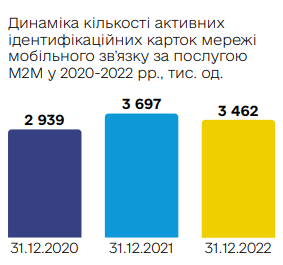 Динаміка кількості активних
ідентифікаційних карток мережі
мобільного зв'язку за послугою
М2М у 2020-2022 рр., тис. од.
2 939
3 697
3 462
31.12.2020
31.12.2021
31.12.2022